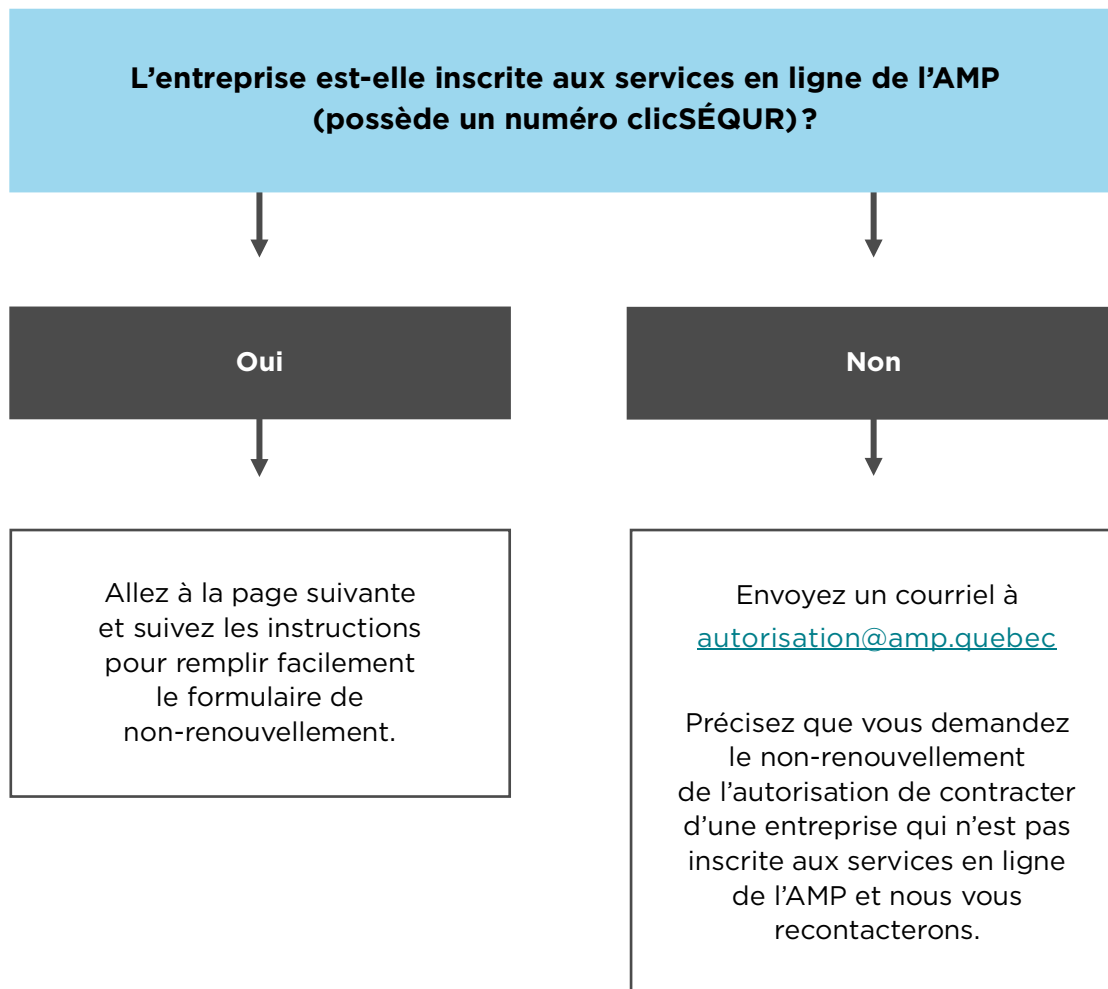 L’entreprise est-elle inscrite aux services en ligne de l’AMP
(possède un numéro clicSÉQUR) ?
Oui
Non
Allez à la page suivante
et suivez les instructions
pour remplir facilement
le formulaire de
non-renouvellement.
Envoyez un courriel à
autorisation@amp.quebec
Précisez que vous demandez
le non-renouvellement
de l’autorisation de contracter
d’une entreprise qui n’est pas
inscrite aux services en ligne
de l’AMP et nous vous
recontacterons.